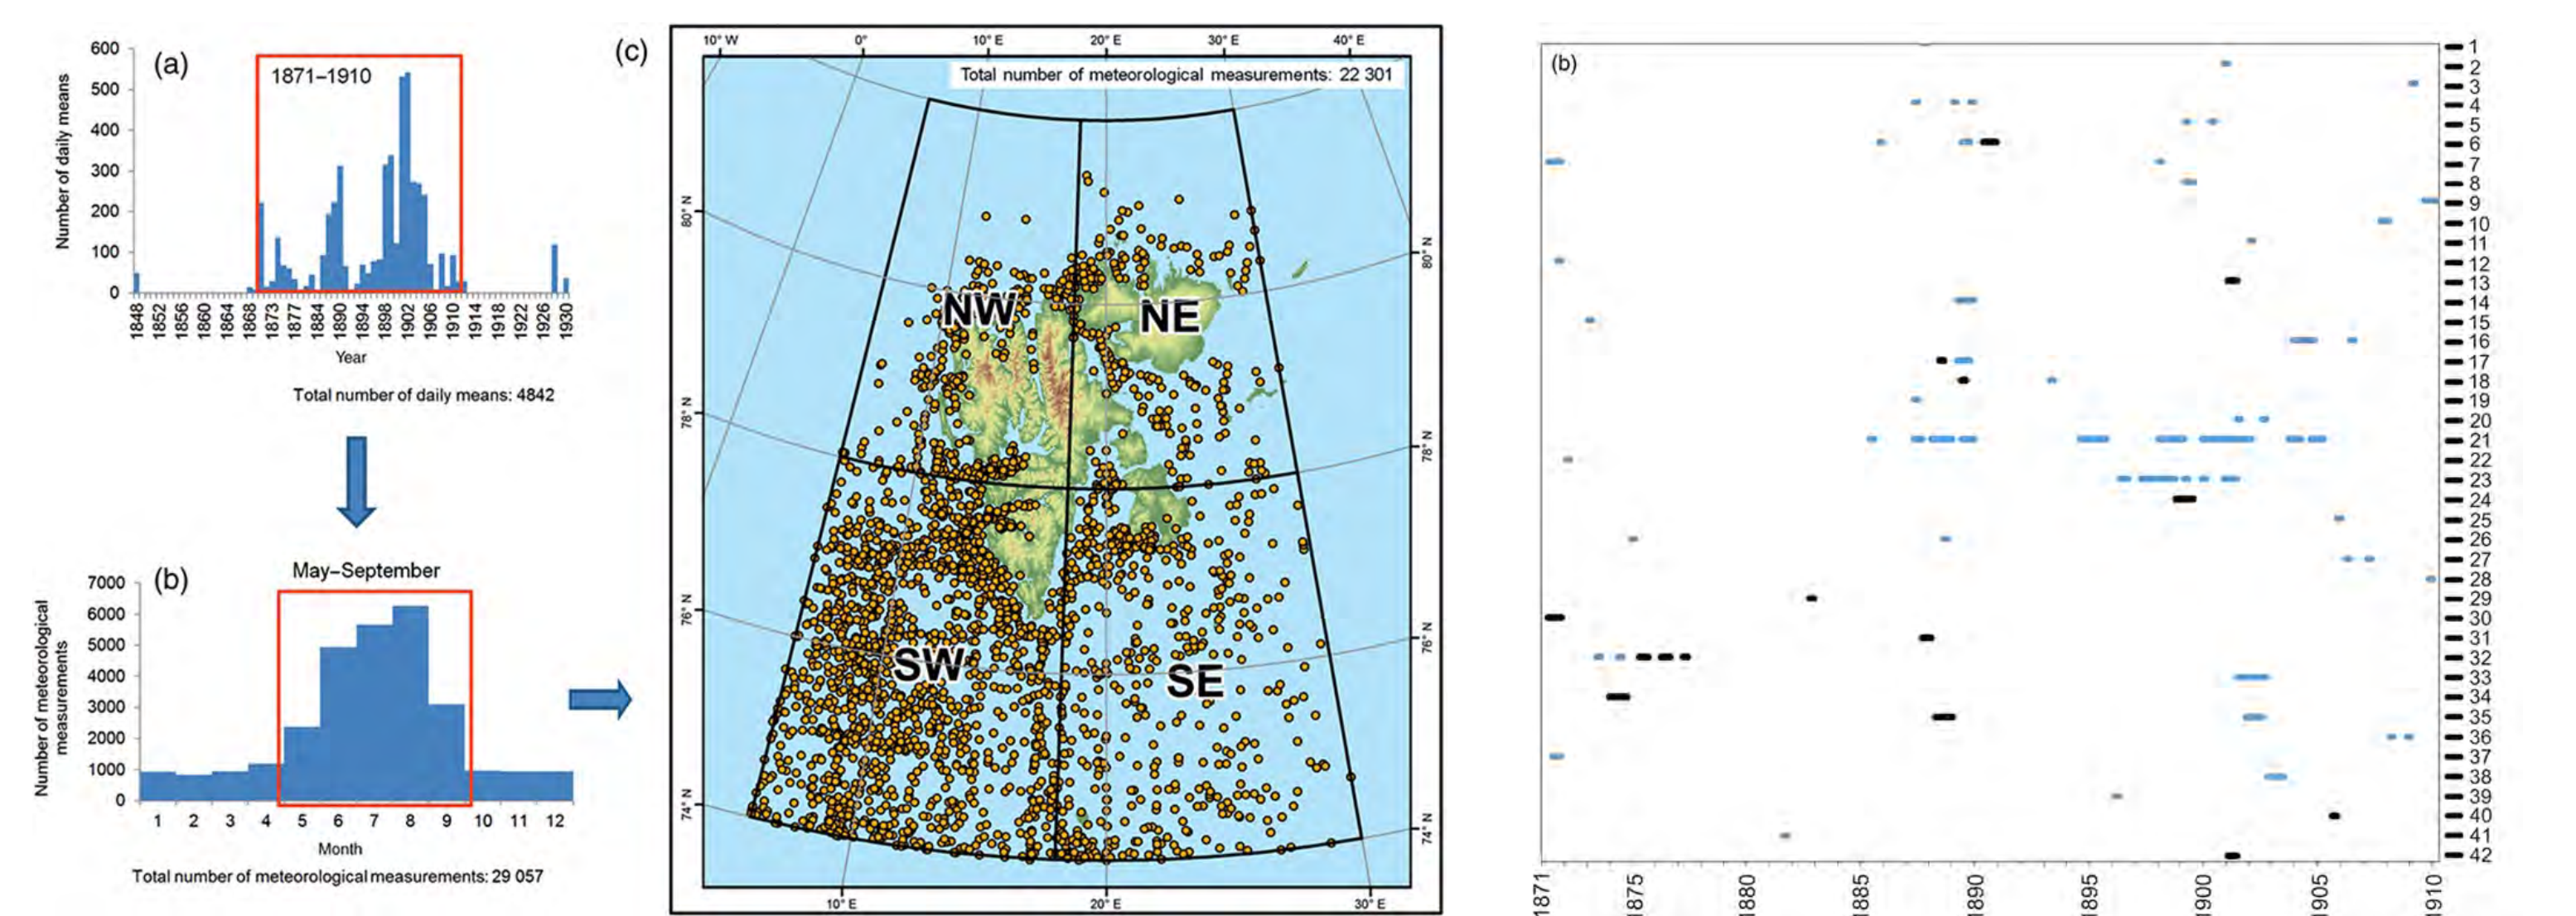 (a)
1871–1910
Number of daily means
600
500
400
300
200
100
0
1848 1852 1856 1860 1864 1868 1873 1877 1884 1890 1894 1898 1902 1906 1910 1914 1918 1922 1926 1930
Year
Total number of daily means: 4842
(b)
May–September
Number of meteorological
measurements
7000
6000
5000
4000
3000
2000
1000
0
1 2 3 4 5 6 7 8 9 10 11 12
Month
Total number of meteorological measurements: 29 057
(c)
10° W 0° 10° E 20° E 30° E 40° E
Total number of meteorological measurements: 22 301
80° N
78° N
76° N
74° N
NW
NE
SW
SE
80° N
78° N
76° N
74° N
10° E 20° E 30° E
(b)
1
2
3
4
5
6
7
8
9
10
11
12
13
14
15
16
17
18
19
20
21
22
23
24
25
26
27
28
29
30
31
32
33
34
35
36
37
38
39
40
41
42
1871 1875 1880 1885 1890 1895 1900 1905 1910